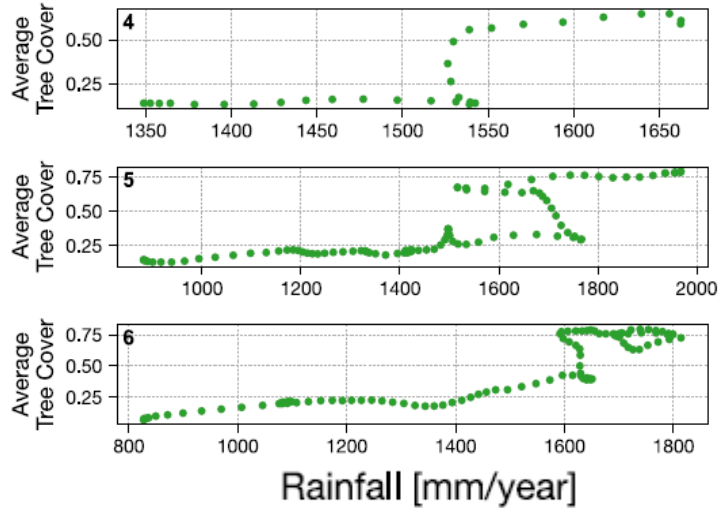 Average
Tree Cover
4
0.50
0.25
1350 1400 1450 1500 1550 1600 1650
Average
Tree Cover
5
0.75
0.50
0.25
1000 1200 1400 1600 1800 2000
Average
Tree Cover
6
0.75
0.50
0.25
800 1000 1200 1400 1600 1800
Rainfall [mm/year]